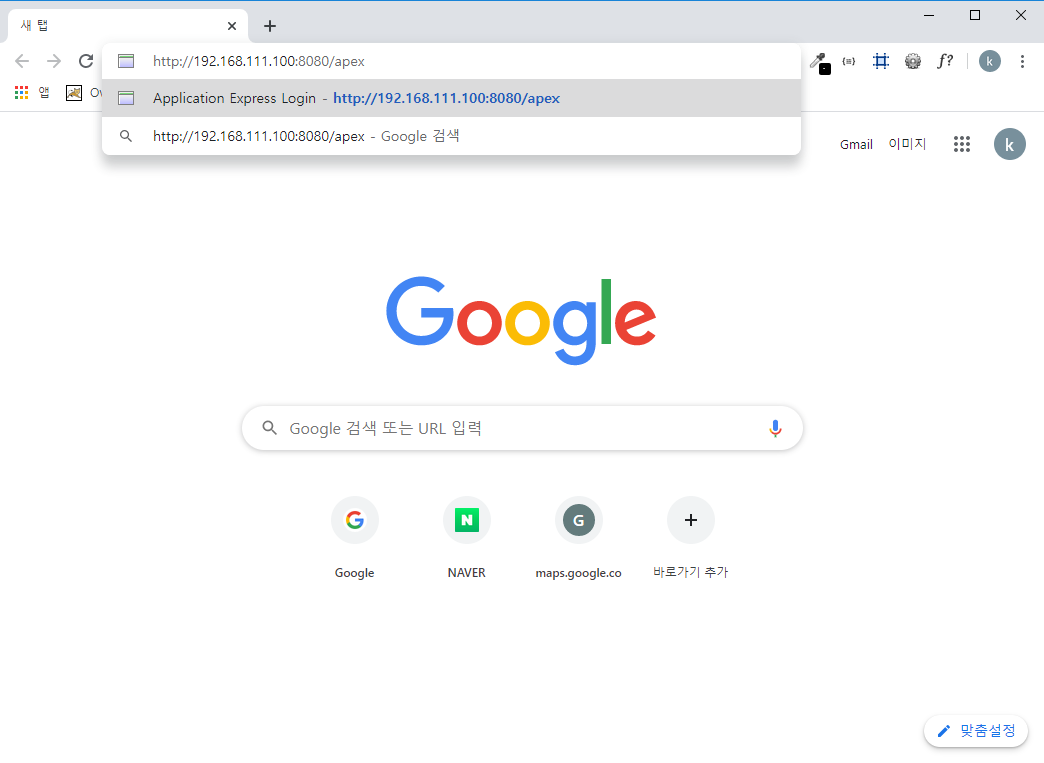 새 탭
http://192.168.111.100:8080/apex
Application Express Login - http://192.168.111.100:8080/apex
http://192.168.111.100:8080/apex - Google 검색
f?
k
앱
Gmail
이미지
k
Google
Google 검색 또는 URL 입력
N
G
Google
NAVER
maps.google.co
바로가기 추가
맞춤설정